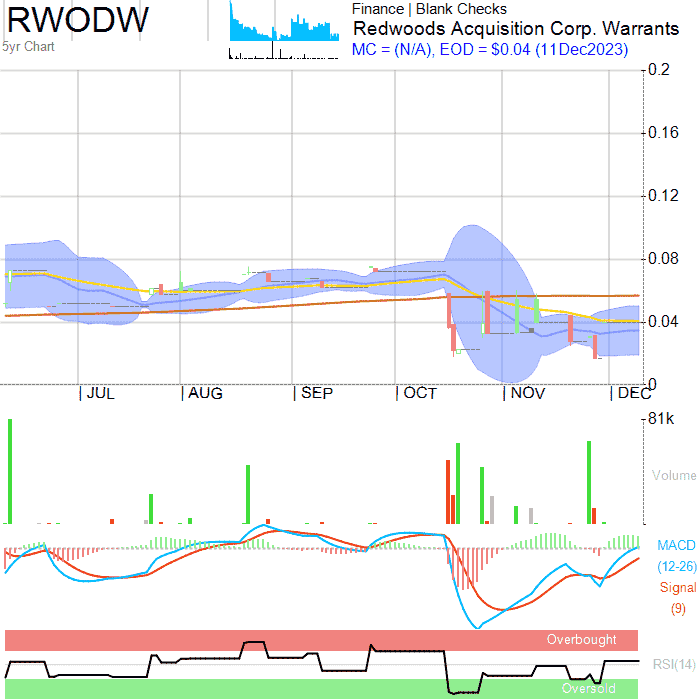 RWODW
5yr Chart
Finance | Blank Checks
Redwoods Acquisition Corp. Warrants
MC = (N/A), EOD = $0.04 (11Dec2023)
0.2
0.16
0.12
0.08
0.04
0
JUL AUG SEP OCT NOV DEC
81k
Volume
MACD
(12-26)
Signal
(9)
Overbought
RSI(14)
Oversold